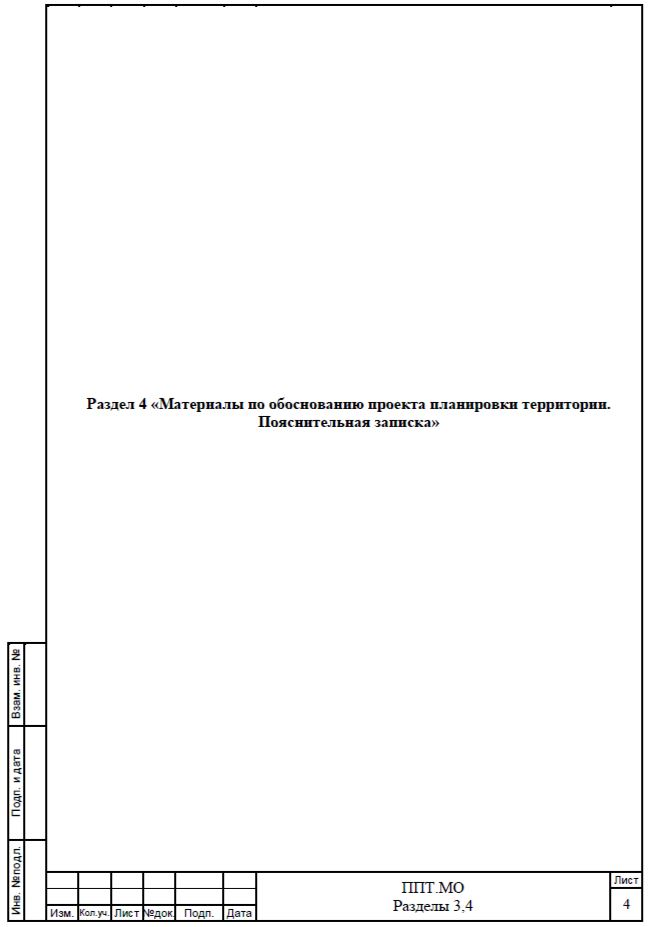 Раздел 4 «Материалы по обоснованию проекта планировки территории.
Пояснительная записка»
Взам. инв. №
Подп. и дата
Инв. №подл.
Изм. Кол.уч. Лист №док. Подп. Дата
ППТ.МО
Разделы 3,4
Лист
4